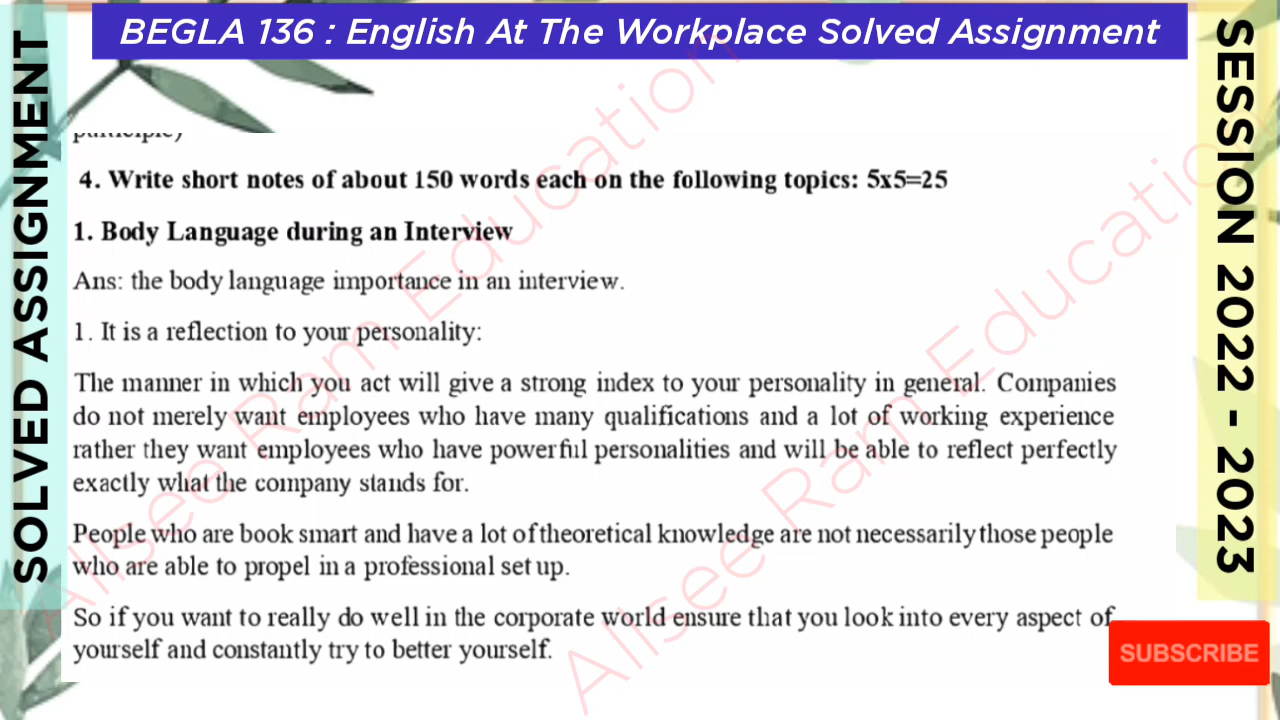 BEGLA 136 : English At The Workplace Solved Assignment
SOLVED ASSIGNMENT
SESSION 2022 - 2023
participle)
4. Write short notes of about 150 words each on the following topics: 5x5=25
1. Body Language during an Interview
Ans: the body language importance in an interview.
1. It is a reflection to your personality:
The manner in which you act will give a strong index to your personality in general. Companies
do not merely want employees who have many qualifications and a lot of working experience
rather they want employees who have powerful personalities and will be able to reflect perfectly
exactly what the company stands for.
People who are book smart and have a lot of theoretical knowledge are not necessarily those people
who are able to propel in a professional set up.
So if you want to really do well in the corporate world ensure that you look into every aspect of
yourself and constantly try to better yourself.
SUBSCRIBE
Allsee Ram Education
Allsee Ram Education